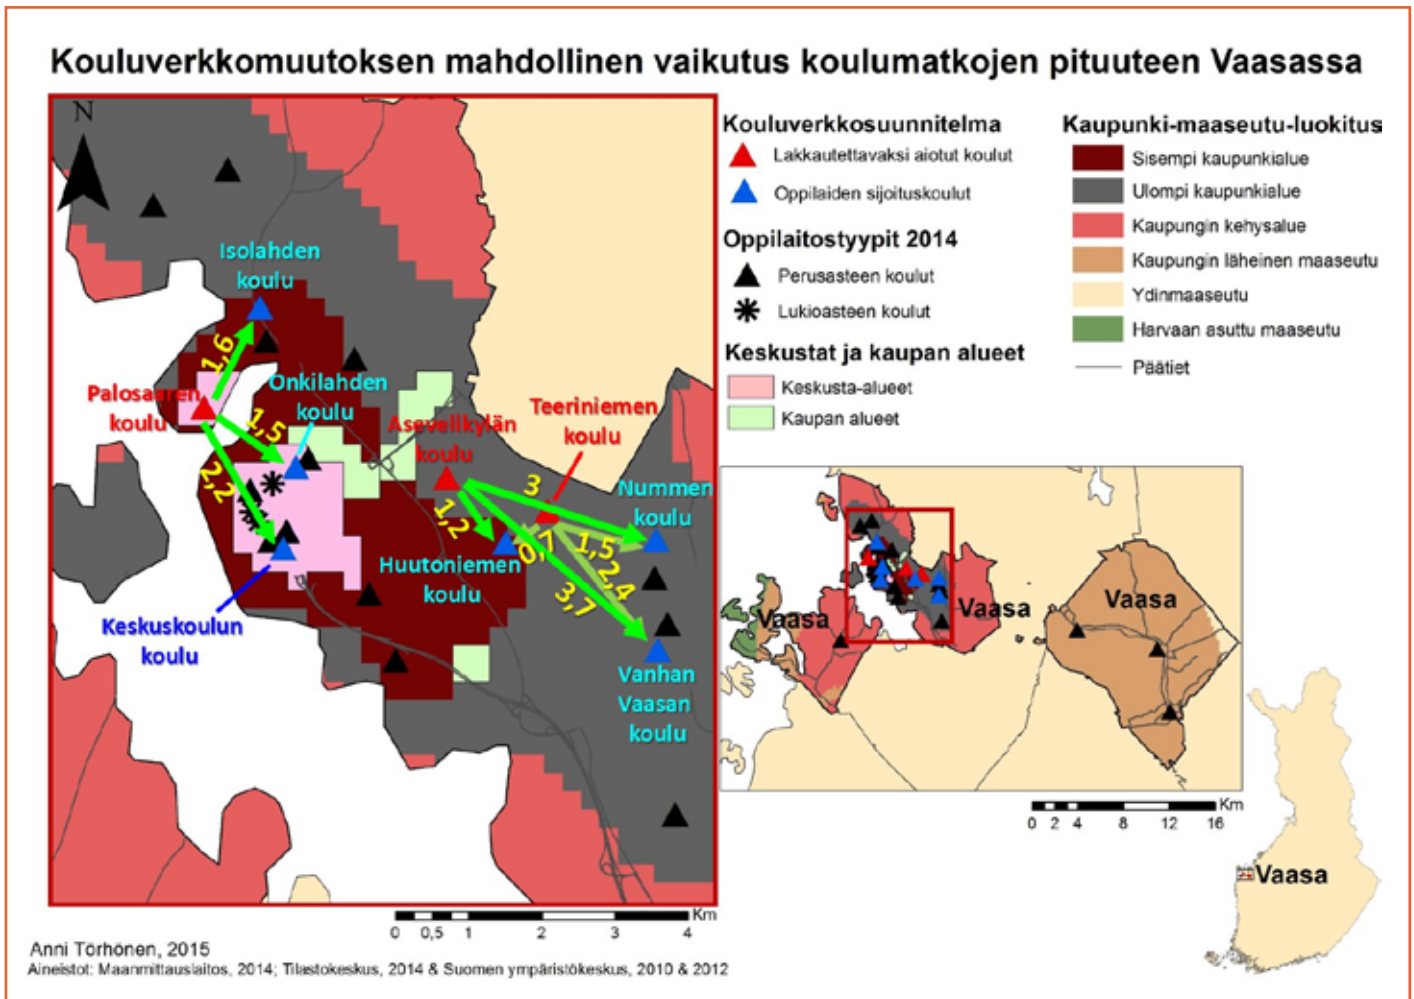 Kouluverkkomuutoksen mahdollinen vaikutus koulumatkojen pituuteen Vaasassa
N
Isolahden
koulu
1,6
Palosaaren
koulu
Onkilahden
koulu
1,5
2,2
Asevelikylän
koulu
Teeriniemen
koulu
3
Nummen
koulu
1,2
0,7
1,5
2,4
3,7
Huutoniemen
koulu
Keskuskoulun
koulu
Vanhan
Vaasan
koulu
Kouluverkkosuunnitelma
Lakkautettavaksi aiotut koulut
Oppilaiden sijoituskoulut
Oppilaitostyypit 2014
Perusasteen koulut
Lukioasteen koulut
Keskustat ja kaupan alueet
Keskusta-alueet
Kaupan alueet
Kaupunki-maaseutu-luokitus
Sisempi kaupunkialue
Ulompi kaupunkialue
Kaupungin kehysalue
Kaupungin läheinen maaseutu
Ydinmaaseutu
Harvaan asuttu maaseutu
Päätiet
Vaasa
Vaasa
Vaasa
Km
0 2 4 8 12 16
Vaasa
Km
0 0,5 1 2 3 4
Anni Törhönen, 2015
Aineistot: Maanmittauslaitos, 2014; Tilastokeskus, 2014 & Suomen ympäristökeskus, 2010 & 2012